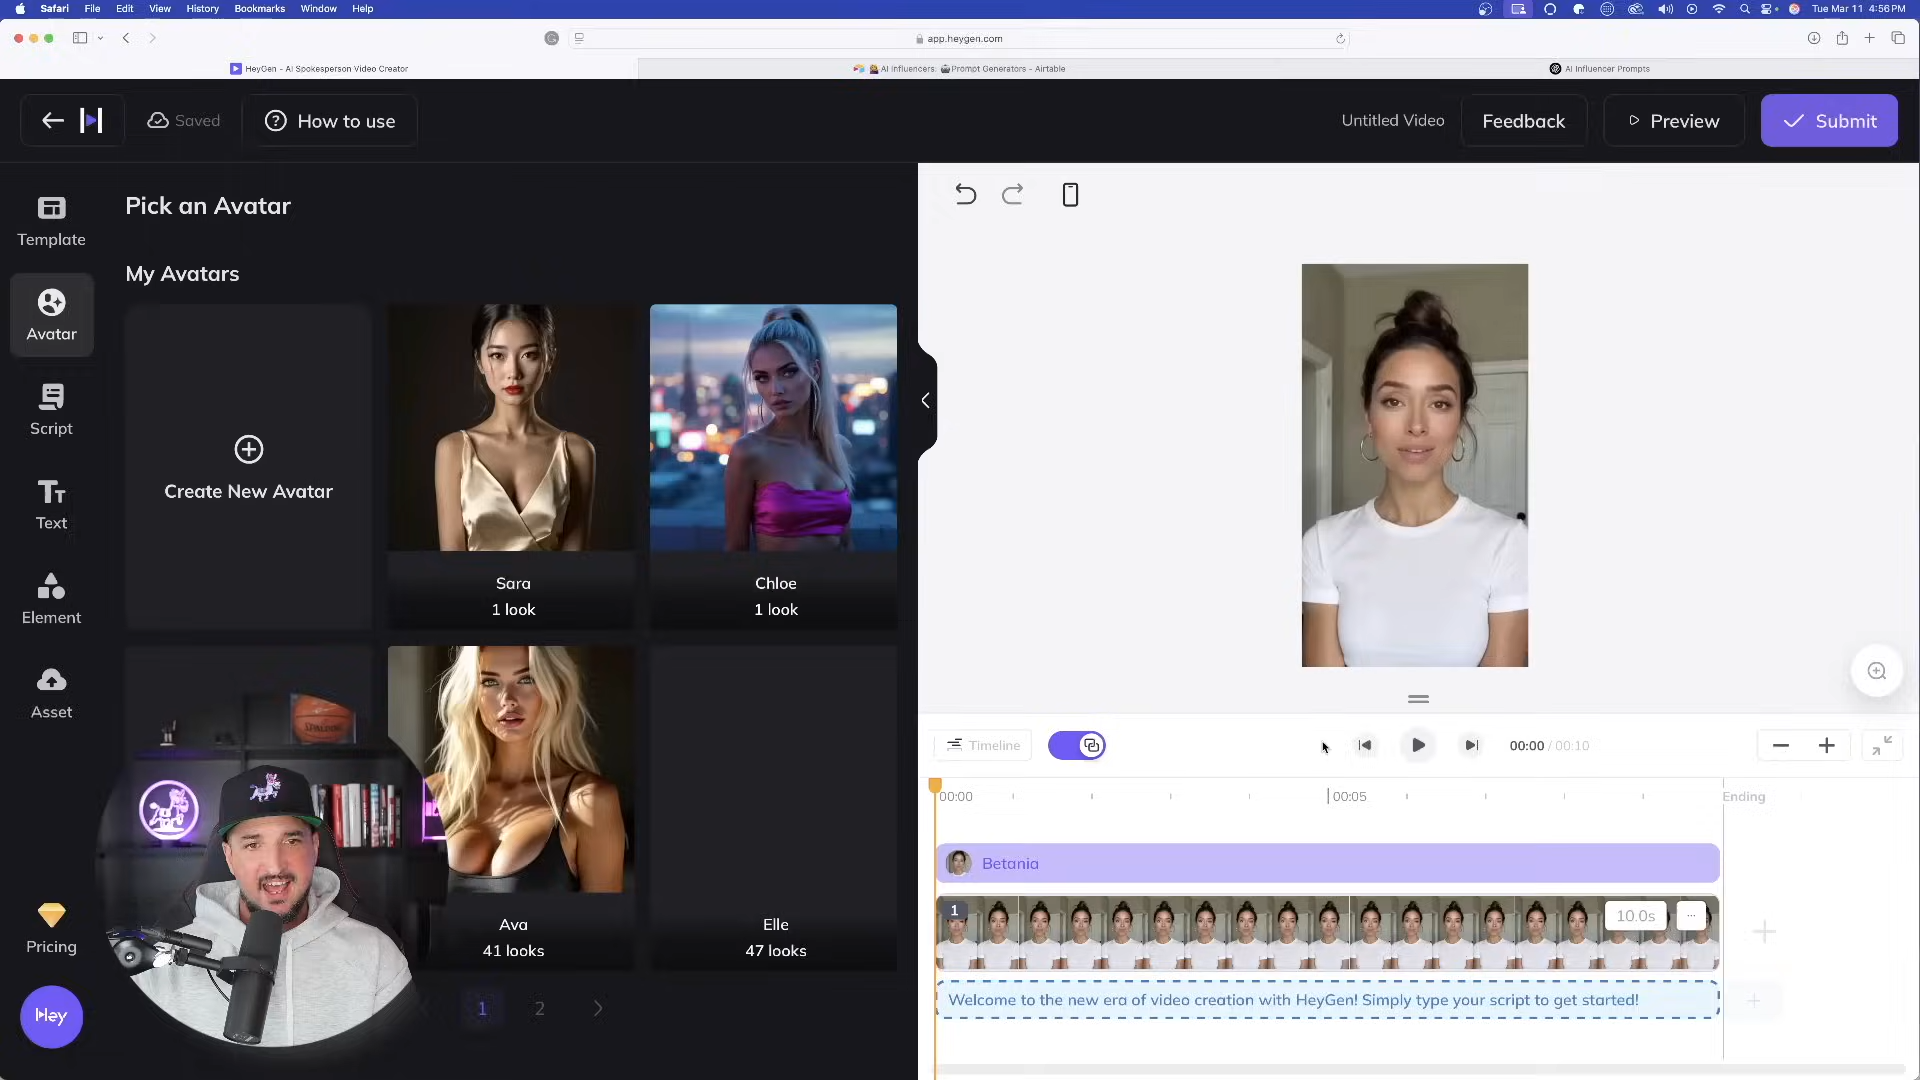 Safari File Edit View History Bookmarks Window Help
Tue Mar 11 4:56 PM
app.heygen.com
HeyGen - AI Spokesperson Video Creator
AI Influencers: Prompt Generators - Airtable
AI Influencer Prompts
Saved
How to use
Untitled Video
Feedback
Preview
Submit
Template
Avatar
Script
Text
Element
Asset
Pricing
Hey
Pick an Avatar
My Avatars
Create New Avatar
Sara
1 look
Chloe
1 look
SPALDING
Ava
41 looks
Elle
47 looks
1 2
Timeline
00:00 / 00:10
00:00
00:05
Ending
Betania
1
10.0s
Welcome to the new era of video creation with HeyGen! Simply type your script to get started!